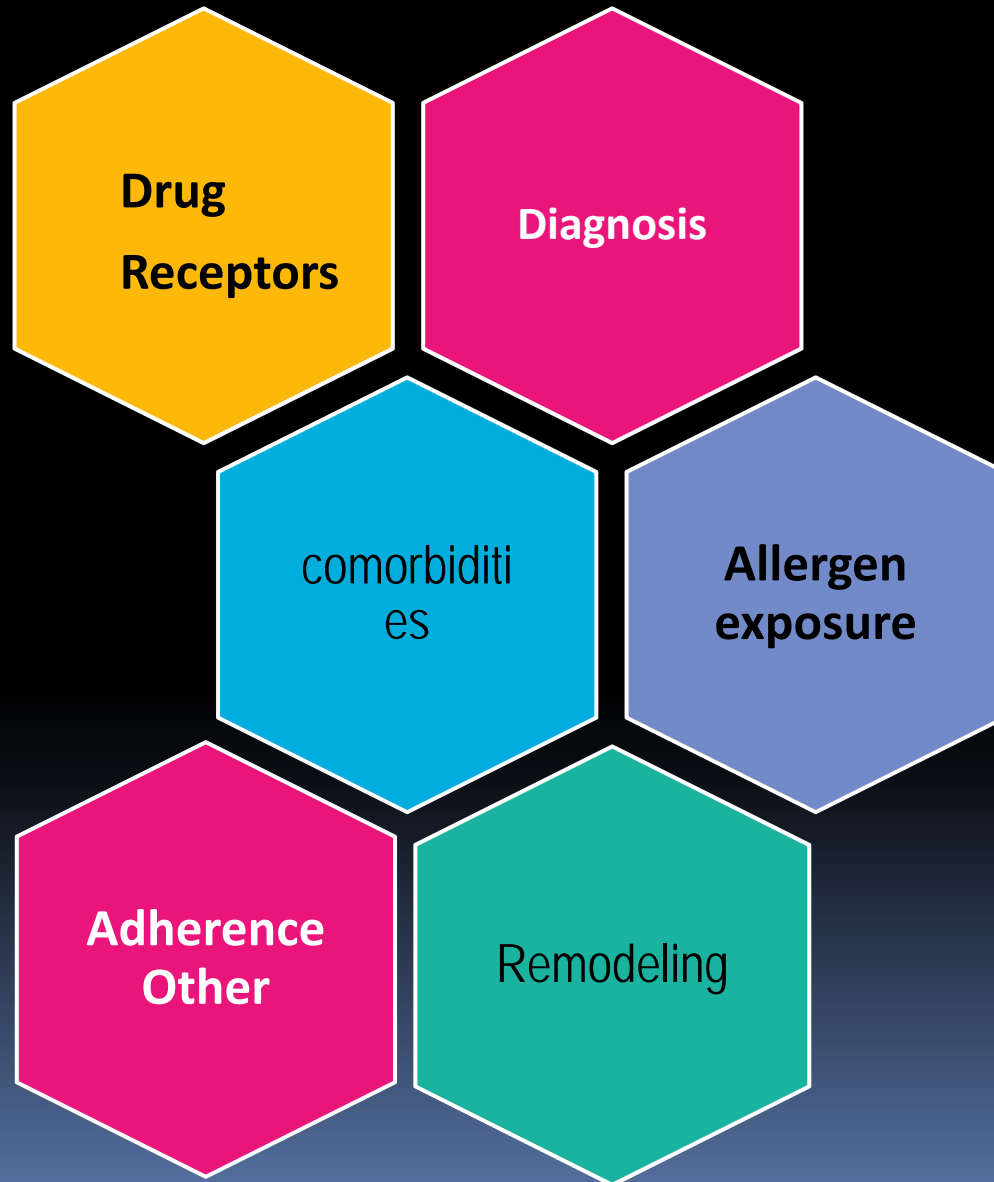 Drug
Receptors
Diagnosis
comorbiditi
es
Allergen
exposure
Adherence
Other
Remodeling